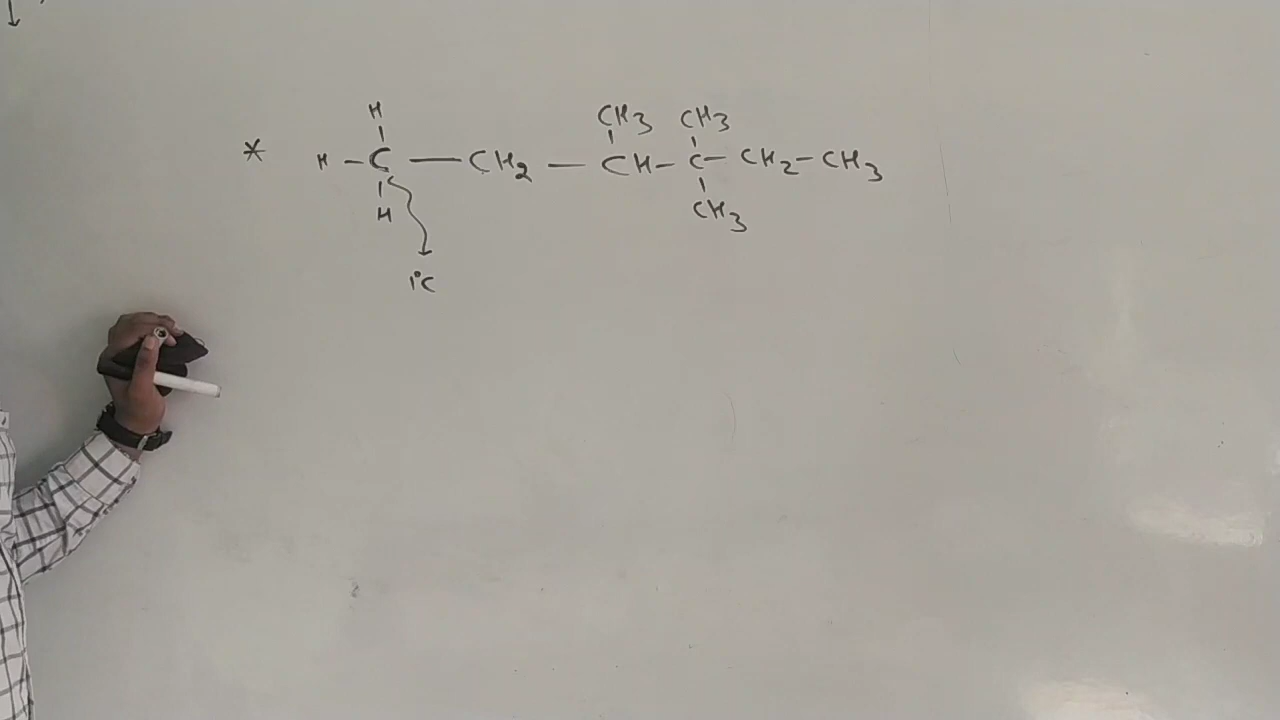 H CH3 CH3
* H - C — CH2 — CH - C - CH2 - CH3
H CH3
1°C